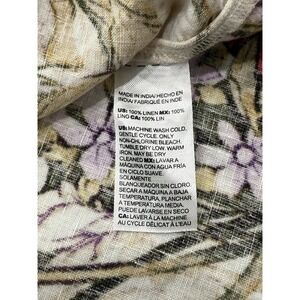 MADE IN INDIA/HECHO EN
INDIA/ FABRIQUÉ EN INDE
US: 100% LINEN MX: 100%
LINO CA: 100% LIN
US: MACHINE WASH COLD,
GENTLE CYCLE. ONLY
NON-CHLORINE BLEACH.
TUMBLE DRY LOW, WARM
IRON, MAY BE DRY
CLEANED MX: LAVAR A
MÁQUINA CON AGUA FRÍA
EN CICLO SUAVE.
SOLAMENTE
BLANQUEADOR SIN CLORO.
SECAR A MÁQUINA A BAJA
TEMPERATURA, PLANCHAR
A TEMPERATURA MEDIA.
PUEDE LAVARSE EN SECO
CA: LAVER À LA MACHINE
AU CYCLE DÉLICAT À L'EAU